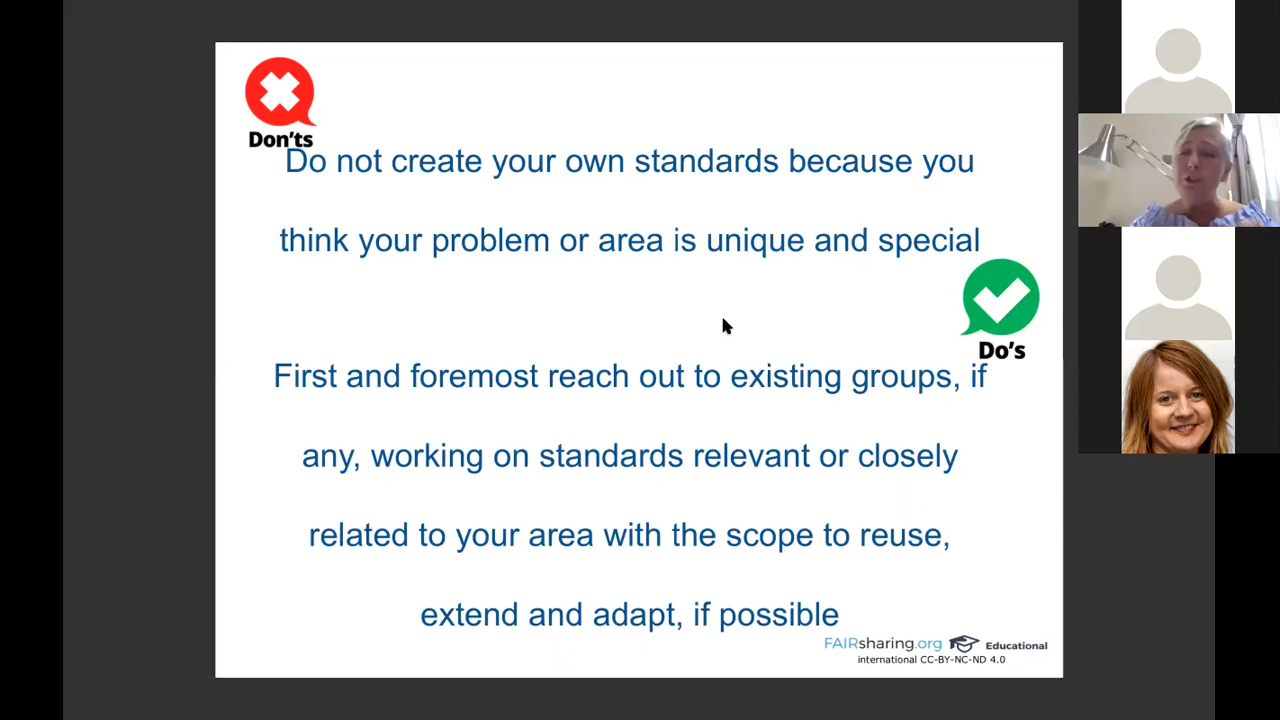 Don'ts
Do not create your own standards because you
think your problem or area is unique and special
Do's
First and foremost reach out to existing groups, if
any, working on standards relevant or closely
related to your area with the scope to reuse,
extend and adapt, if possible
FAIRsharing.org Educational
international CC-BY-NC-ND 4.0